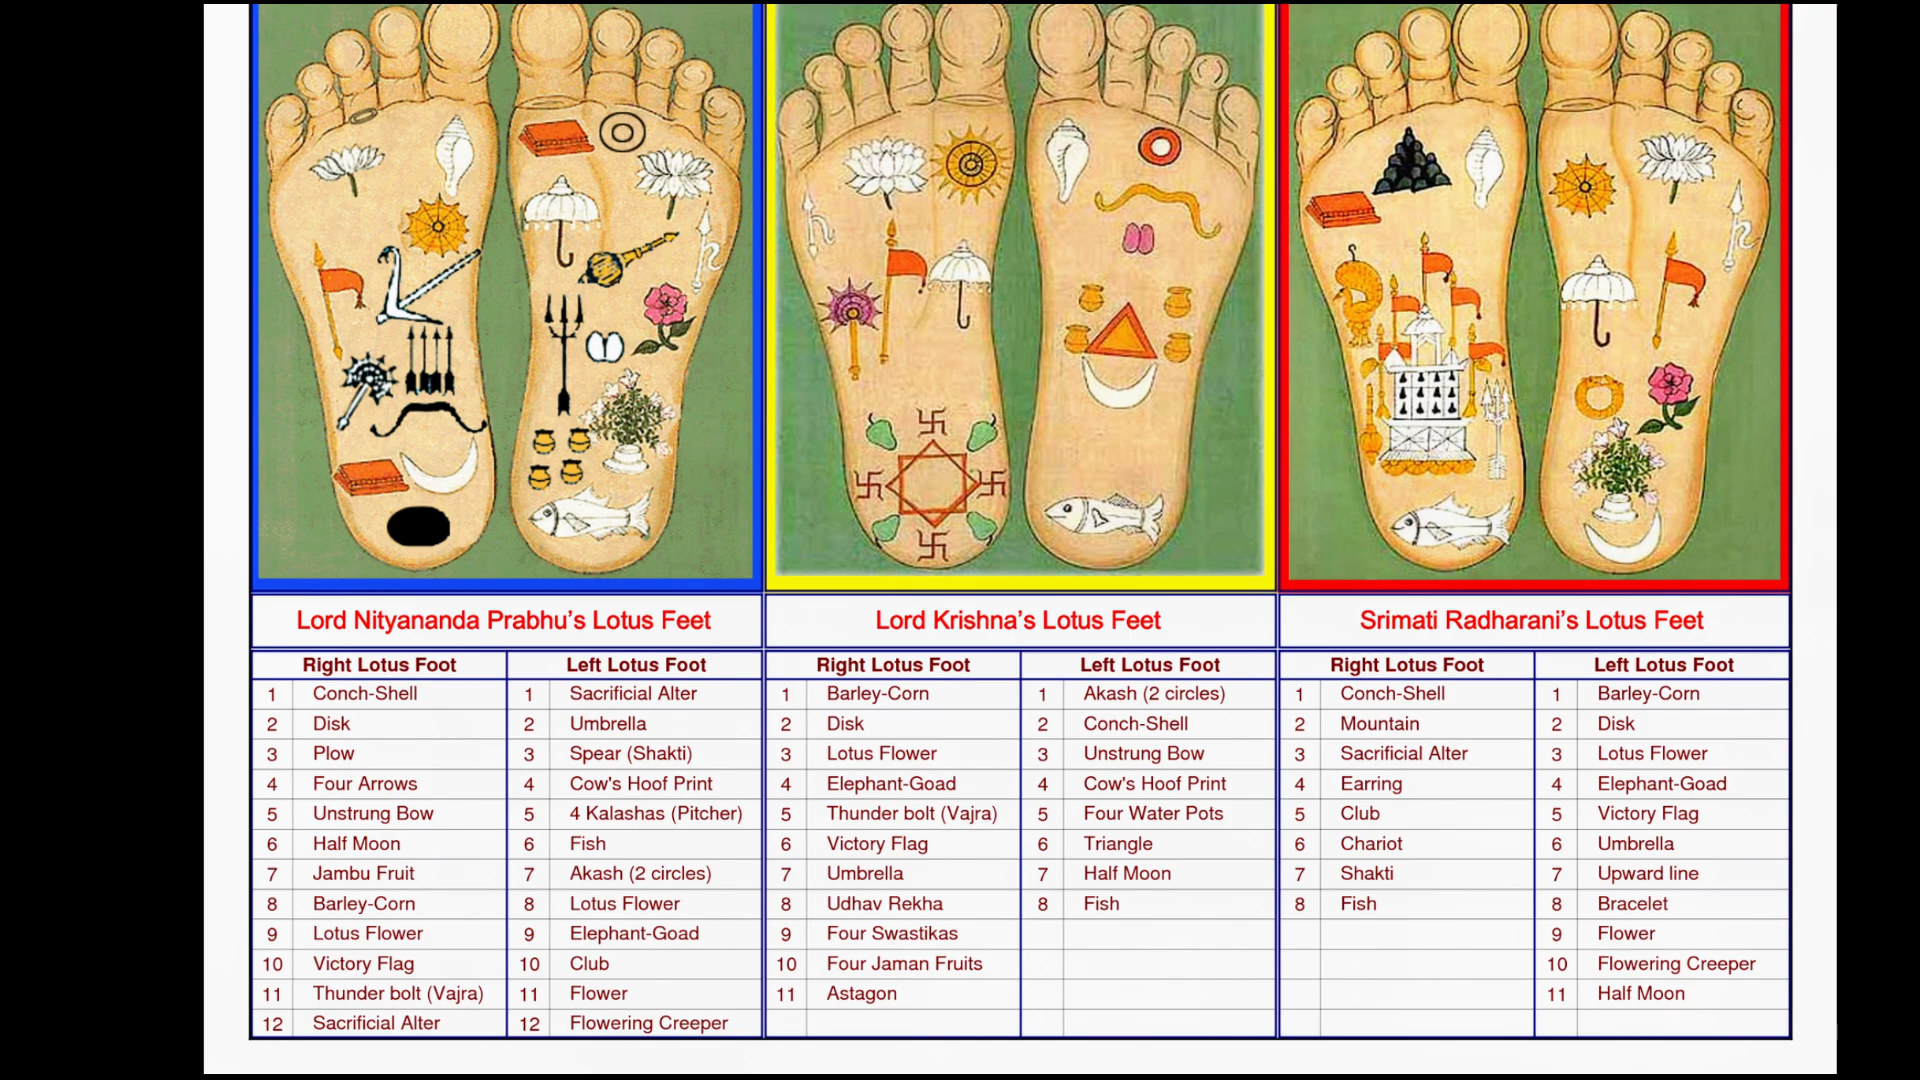 Lord Nityananda Prabhu's Lotus Feet
Right Lotus Foot
1 Conch-Shell
2 Disk
3 Plow
4 Four Arrows
5 Unstrung Bow
6 Half Moon
7 Jambu Fruit
8 Barley-Corn
9 Lotus Flower
10 Victory Flag
11 Thunder bolt (Vajra)
12 Sacrificial Alter
Left Lotus Foot
1 Sacrificial Alter
2 Umbrella
3 Spear (Shakti)
4 Cow's Hoof Print
5 4 Kalashas (Pitcher)
6 Fish
7 Akash (2 circles)
8 Lotus Flower
9 Elephant-Goad
10 Club
11 Flower
12 Flowering Creeper
Lord Krishna's Lotus Feet
Right Lotus Foot
1 Barley-Corn
2 Disk
3 Lotus Flower
4 Elephant-Goad
5 Thunder bolt (Vajra)
6 Victory Flag
7 Umbrella
8 Udhav Rekha
9 Four Swastikas
10 Four Jaman Fruits
11 Astagon
Left Lotus Foot
1 Akash (2 circles)
2 Conch-Shell
3 Unstrung Bow
4 Cow's Hoof Print
5 Four Water Pots
6 Triangle
7 Half Moon
8 Fish
Srimati Radharani's Lotus Feet
Right Lotus Foot
1 Conch-Shell
2 Mountain
3 Sacrificial Alter
4 Earring
5 Club
6 Chariot
7 Shakti
8 Fish
Left Lotus Foot
1 Barley-Corn
2 Disk
3 Lotus Flower
4 Elephant-Goad
5 Victory Flag
6 Umbrella
7 Upward line
8 Bracelet
9 Flower
10 Flowering Creeper
11 Half Moon